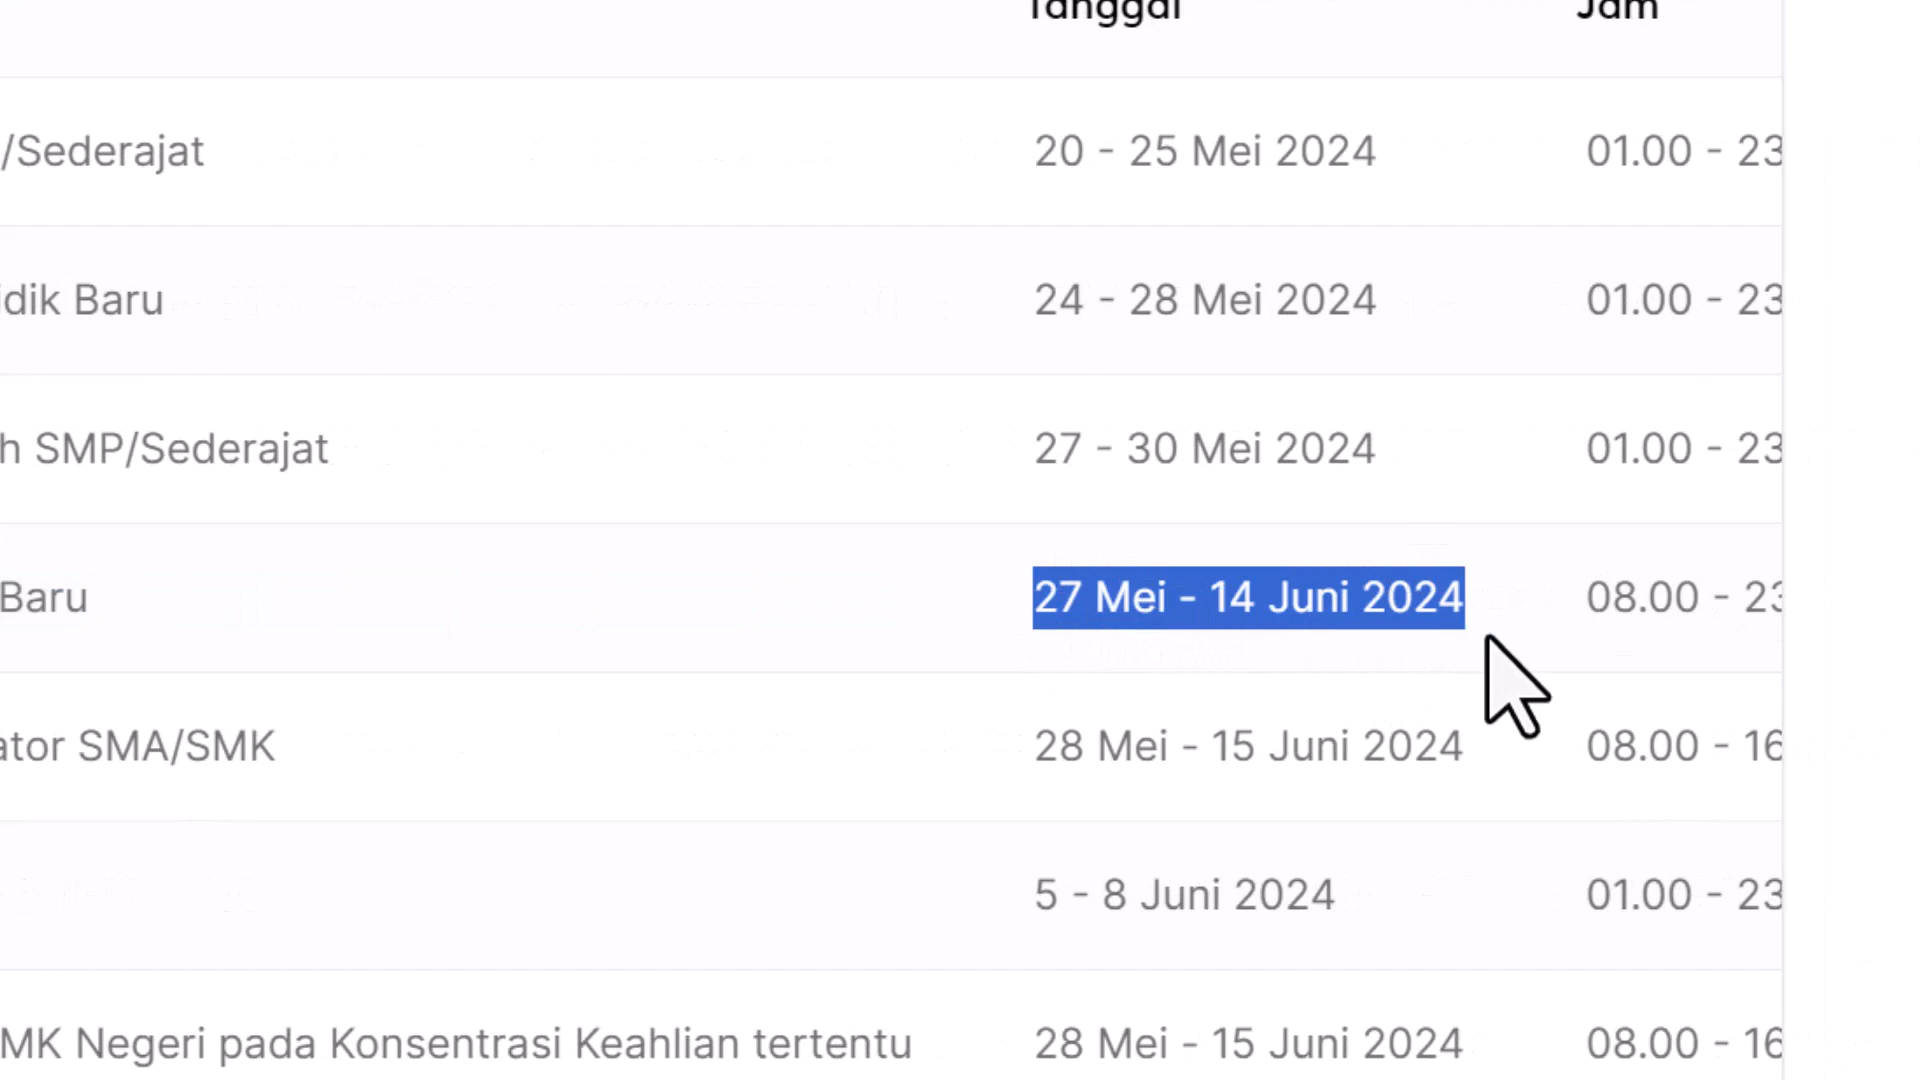 Tanggal Jam
/Sederajat 20 - 25 Mei 2024 01.00 - 23
idik Baru 24 - 28 Mei 2024 01.00 - 23
h SMP/Sederajat 27 - 30 Mei 2024 01.00 - 23
Baru 27 Mei - 14 Juni 2024 08.00 - 23
ator SMA/SMK 28 Mei - 15 Juni 2024 08.00 - 16
5 - 8 Juni 2024 01.00 - 23
MK Negeri pada Konsentrasi Keahlian tertentu 28 Mei - 15 Juni 2024 08.00 - 16